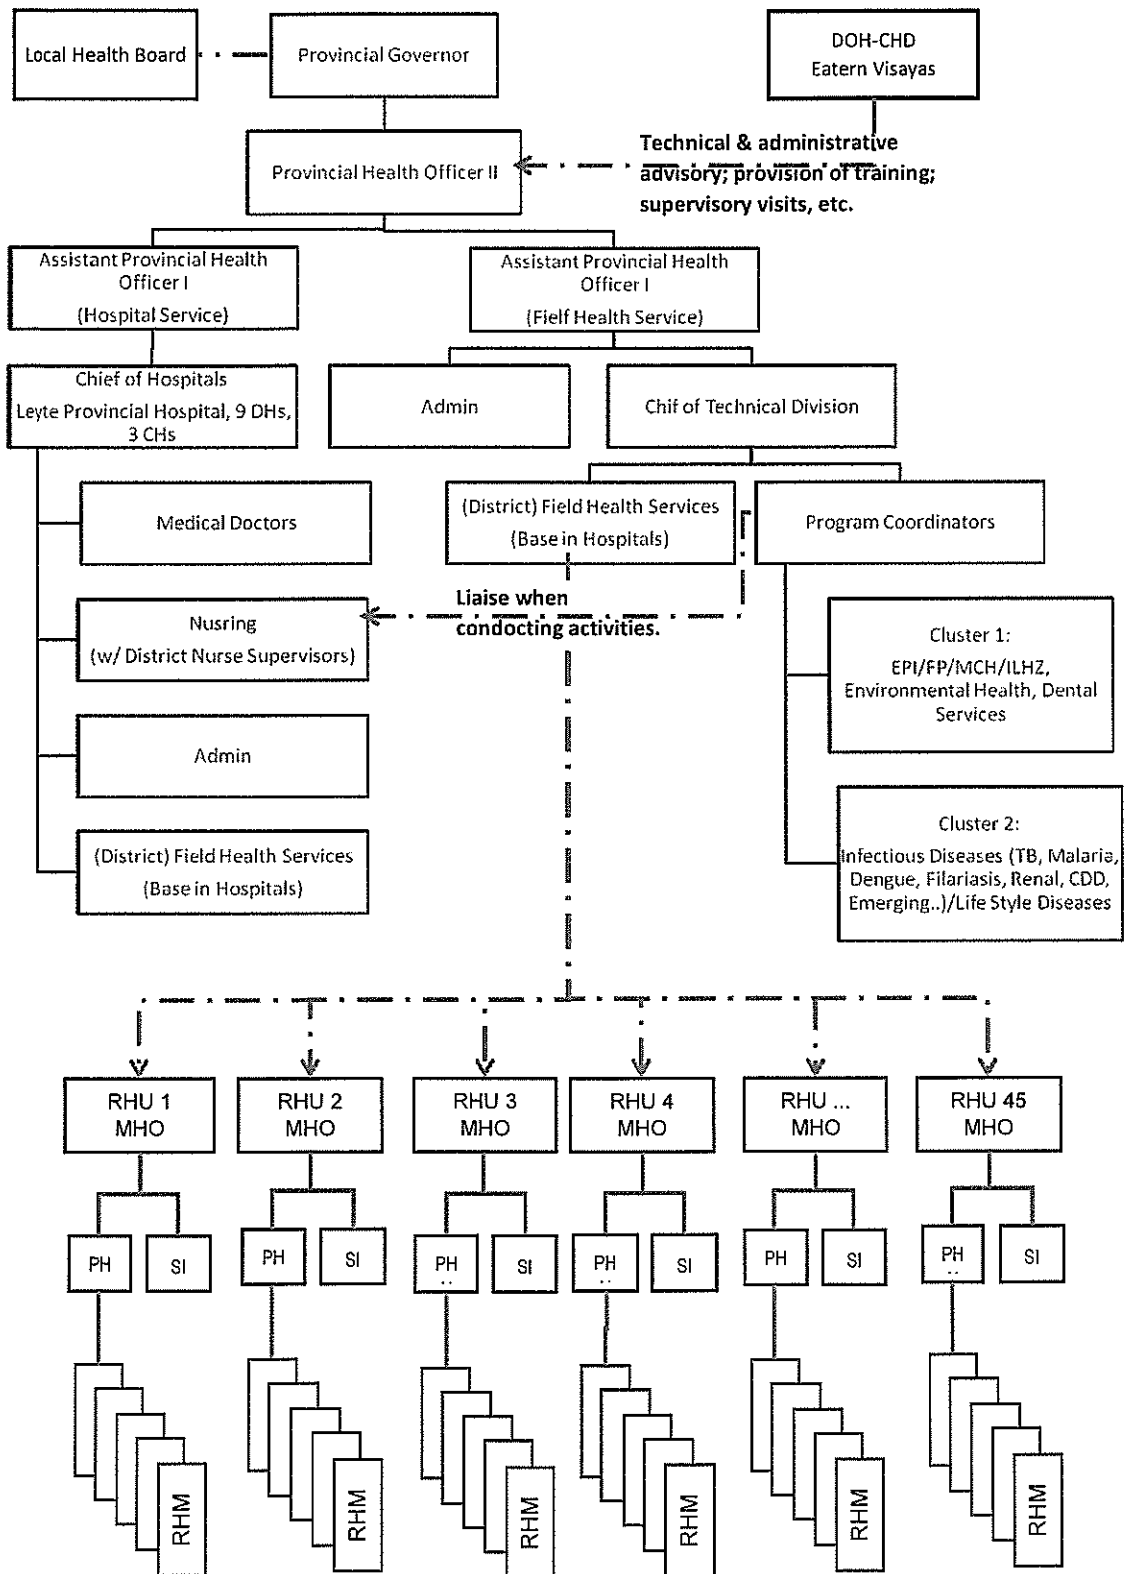 Local Health Board
Provincial Governor
DOH-CHD
Eatern Visayas
Provincial Health Officer II
Technical & administrative
advisory; provision of training;
supervisory visits, etc.
Assistant Provincial Health
Officer I
(Hospital Service)
Assistant Provincial Health
Officer I
(Fielf Health Service)
Chief of Hospitals
Leyte Provincial Hospital, 9 DHs,
3 CHs
Admin
Chif of Technical Division
Medical Doctors
(District) Field Health Services
(Base in Hospitals)
Program Coordinators
Nusring
(w/ District Nurse Supervisors)
Liaise when
condocting activities.
Cluster 1:
EPI/FP/MCH/ILHZ,
Environmental Health, Dental
Services
Admin
(District) Field Health Services
(Base in Hospitals)
Cluster 2:
Infectious Diseases (TB, Malaria,
Dengue, Filariasis, Renal, CDD,
Emerging..)/Life Style Diseases
RHU 1
MHO
RHU 2
MHO
RHU 3
MHO
RHU 4
MHO
RHU ...
MHO
RHU 45
MHO
PH
SI
PH
SI
PH
..
SI
PH
..
SI
PH
SI
PH
..
SI
RHM
RHM
RHM
RHM
RHM
RHM